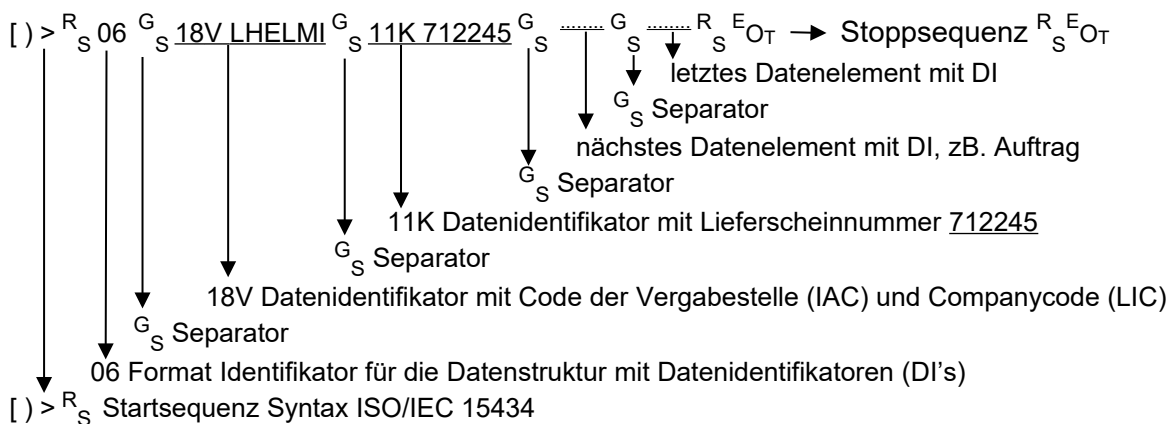 [ ) > RS 06 GS 18V LHELMI GS 11K 712245 GS ........ GS ........ RS EOT → Stoppsequenz RS EOT
letztes Datenelement mit DI
GS Separator
nächstes Datenelement mit DI, zB. Auftrag
GS Separator
11K Datenidentifikator mit Lieferscheinnummer 712245
GS Separator
18V Datenidentifikator mit Code der Vergabestelle (IAC) und Companycode (LIC)
GS Separator
06 Format Identifikator für die Datenstruktur mit Datenidentifikatoren (DI’s)
[ ) > RS Startsequenz Syntax ISO/IEC 15434